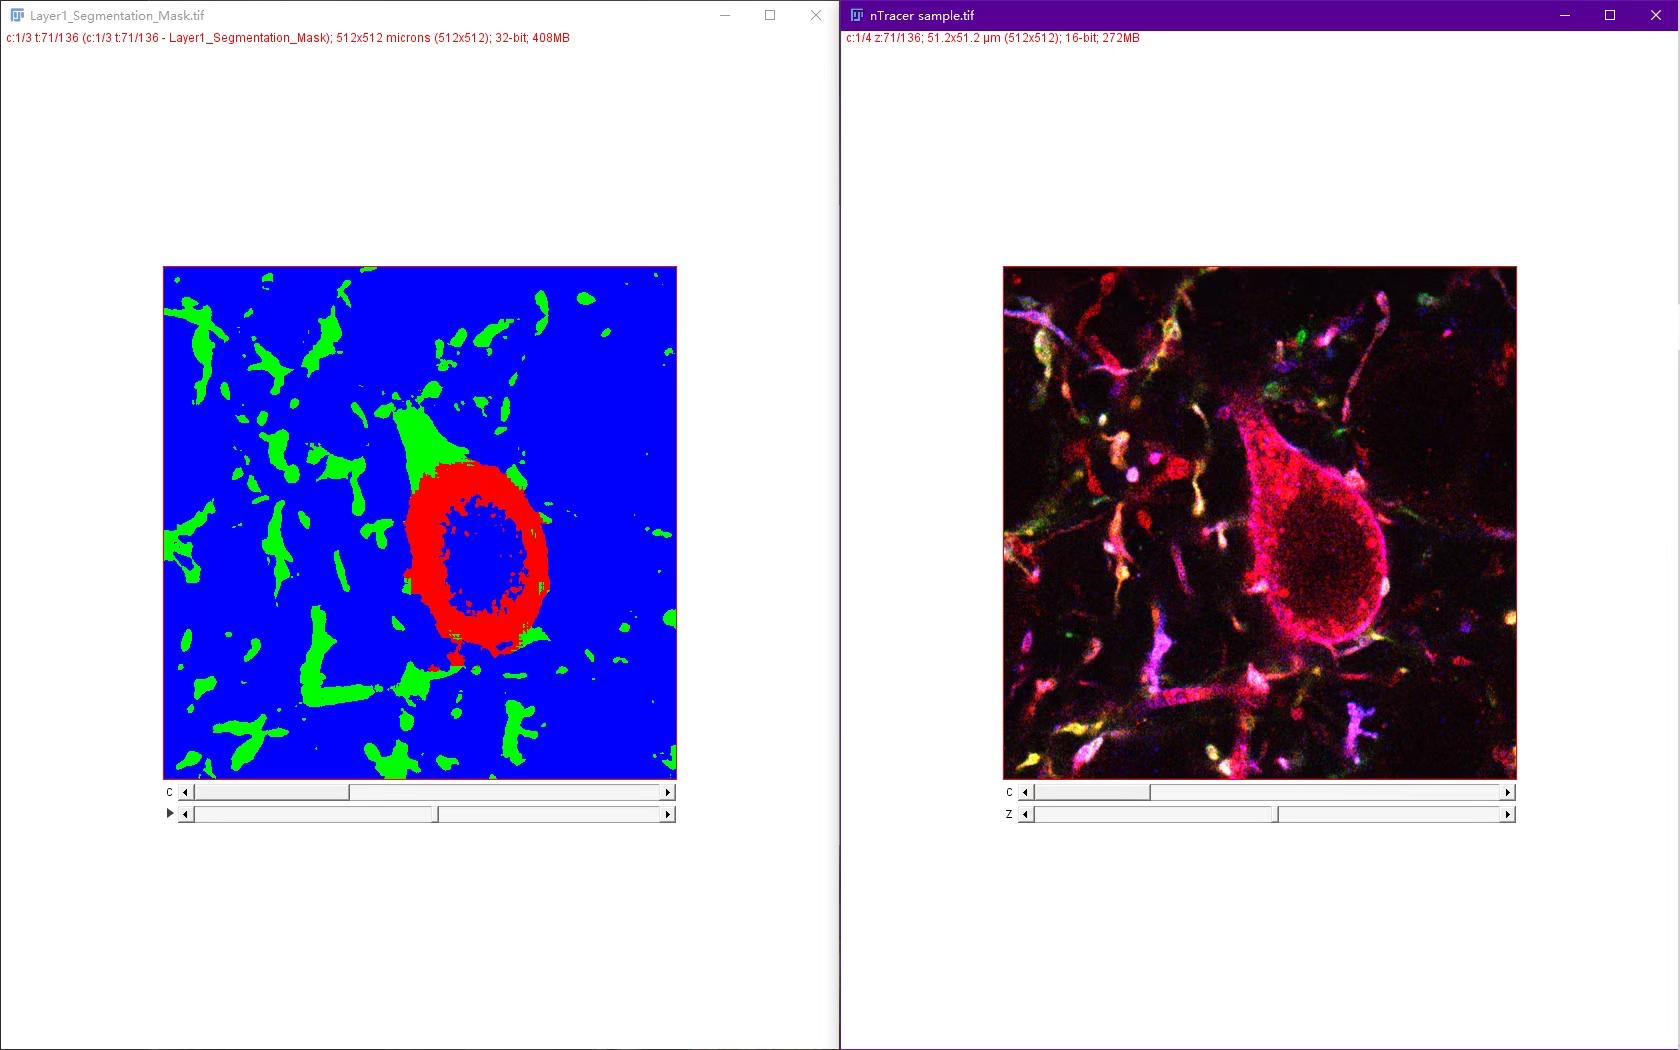 Layer1_Segmentation_Mask.tif
c:1/3 t:71/136 (c:1/3 t:71/136 - Layer1_Segmentation_Mask); 512x512 microns (512x512); 32-bit; 408MB
C
nTracer sample.tif
c:1/4 z:71/136; 51.2x51.2 µm (512x512); 16-bit; 272MB
C
Z